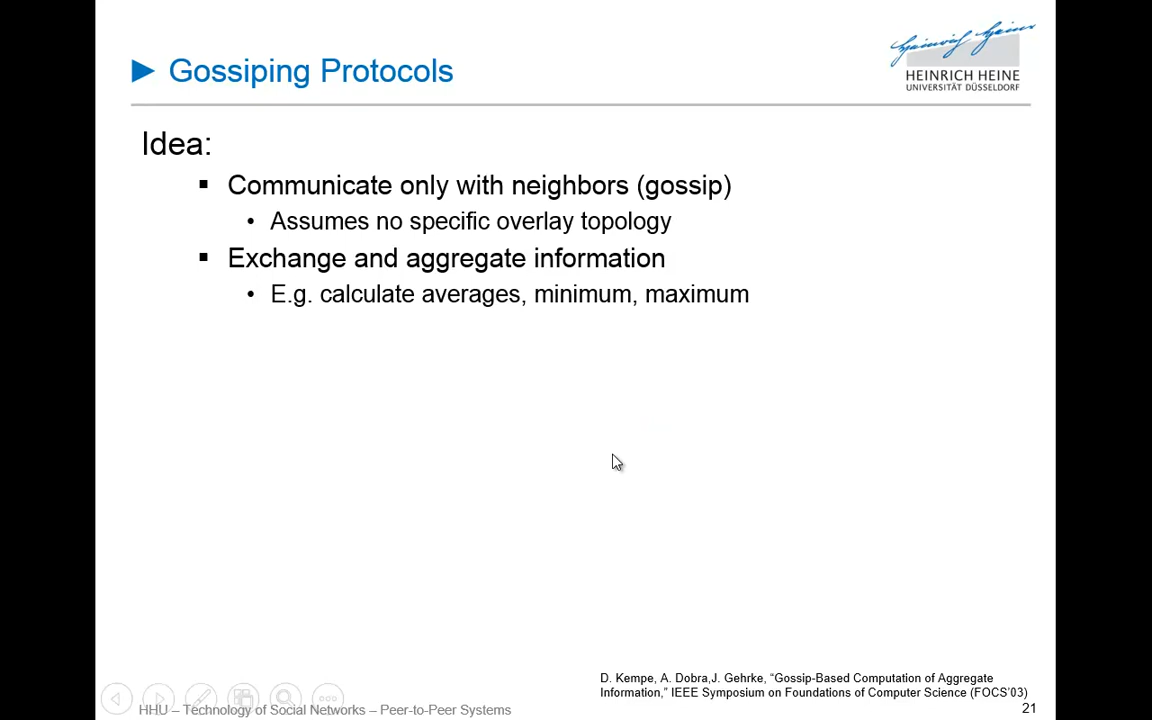 Heinrich Heine
HEINRICH HEINE
UNIVERSITÄT DÜSSELDORF
► Gossiping Protocols
Idea:
▪ Communicate only with neighbors (gossip)
• Assumes no specific overlay topology
▪ Exchange and aggregate information
• E.g. calculate averages, minimum, maximum
D. Kempe, A. Dobra,J. Gehrke, “Gossip-Based Computation of Aggregate
Information,” IEEE Symposium on Foundations of Computer Science (FOCS’03)
HHU – Technology of Social Networks – Peer-to-Peer Systems
21